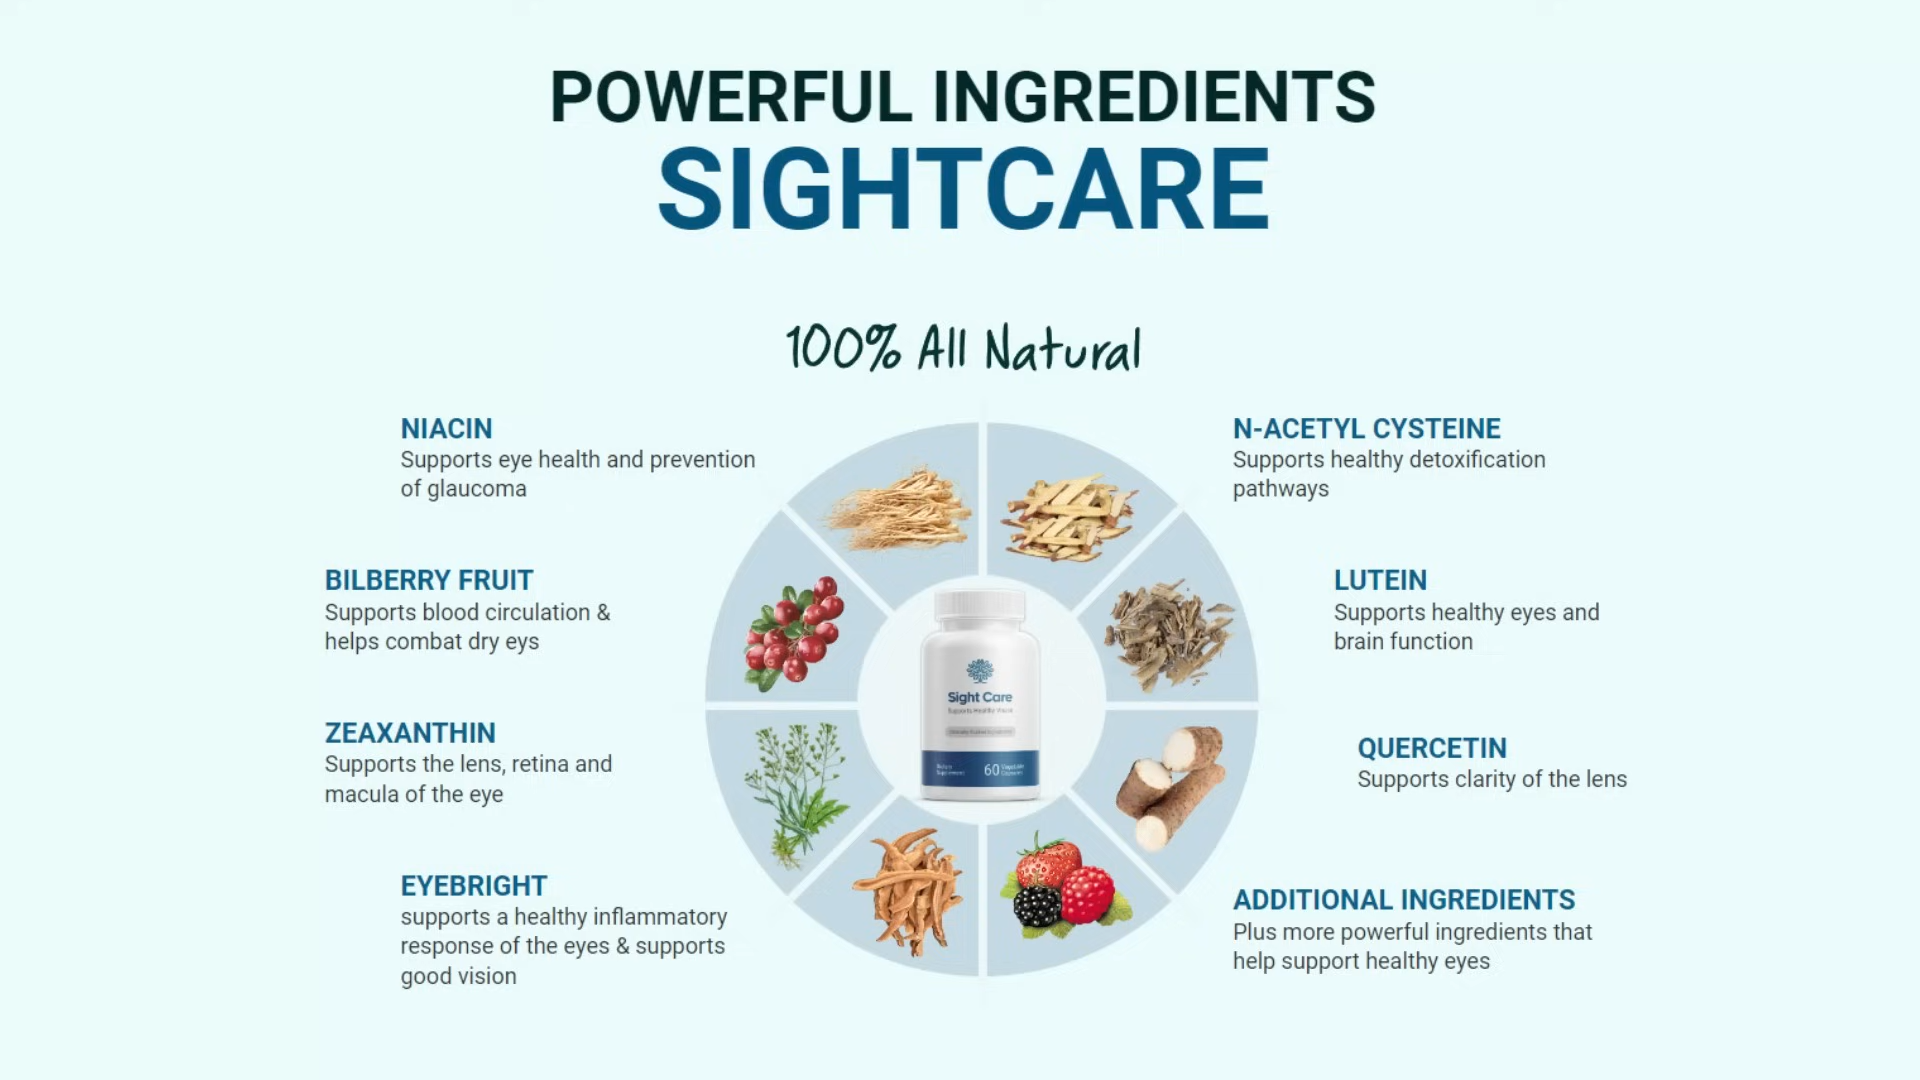 POWERFUL INGREDIENTS
SIGHTCARE
100% All Natural
NIACIN
Supports eye health and prevention
of glaucoma
BILBERRY FRUIT
Supports blood circulation &
helps combat dry eys
ZEAXANTHIN
Supports the lens, retina and
macula of the eye
EYEBRIGHT
supports a healthy inflammatory
response of the eyes & supports
good vision
Sight Care
Supports Healthy Vision
60
N-ACETYL CYSTEINE
Supports healthy detoxification
pathways
LUTEIN
Supports healthy eyes and
brain function
QUERCETIN
Supports clarity of the lens
ADDITIONAL INGREDIENTS
Plus more powerful ingredients that
help support healthy eyes